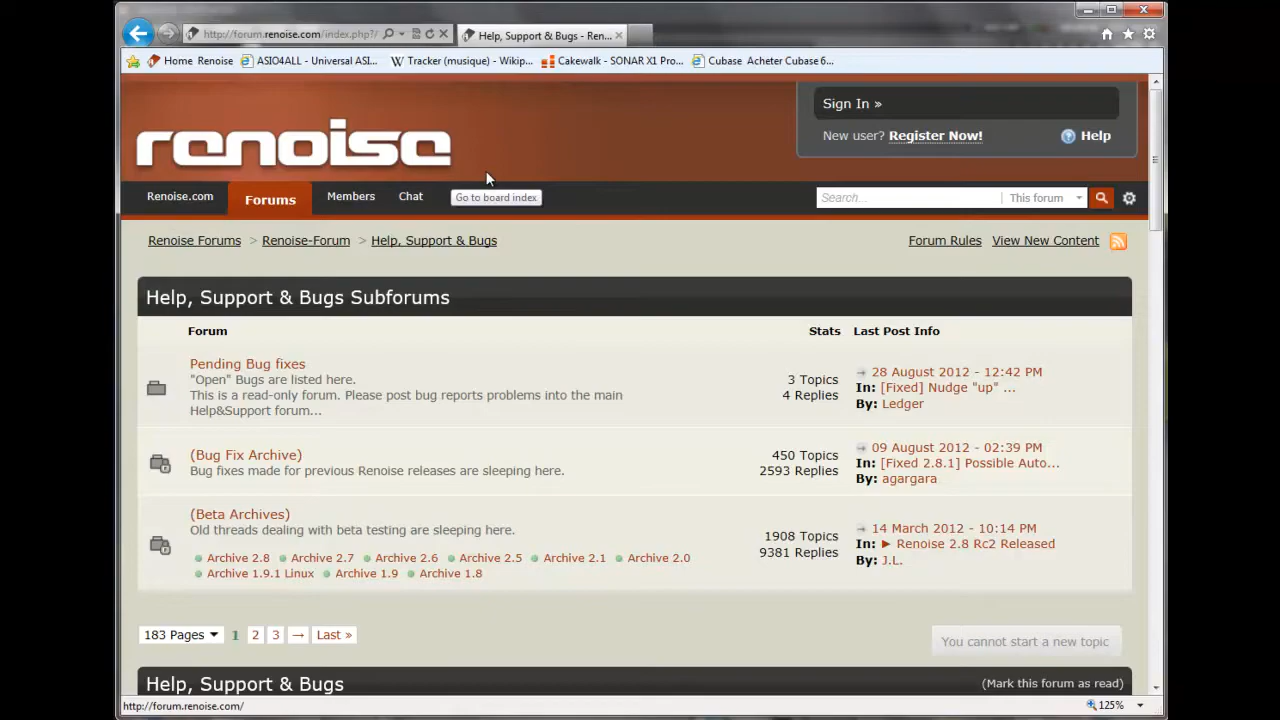 http://forum.renoise.com/index.php?/
Help, Support & Bugs - Ren...
Home Renoise
ASIO4ALL - Universal ASI...
Tracker (musique) - Wikip...
Cakewalk - SONAR X1 Pro...
Cubase Acheter Cubase 6...
Sign In »
New user? Register Now!
Help
renoise
Renoise.com
Forums
Members
Chat
Go to board index
Search...
This forum
Renoise Forums > Renoise-Forum > Help, Support & Bugs
Forum Rules
View New Content
Help, Support & Bugs Subforums
Forum
Stats
Last Post Info
Pending Bug fixes
"Open" Bugs are listed here.
This is a read-only forum. Please post bug reports problems into the main
Help&Support forum...
3 Topics
4 Replies
28 August 2012 - 12:42 PM
In: [Fixed] Nudge "up" ...
By: Ledger
(Bug Fix Archive)
Bug fixes made for previous Renoise releases are sleeping here.
450 Topics
2593 Replies
09 August 2012 - 02:39 PM
In: [Fixed 2.8.1] Possible Auto...
By: agargara
(Beta Archives)
Old threads dealing with beta testing are sleeping here.
Archive 2.8 Archive 2.7 Archive 2.6 Archive 2.5 Archive 2.1 Archive 2.0
Archive 1.9.1 Linux Archive 1.9 Archive 1.8
1908 Topics
9381 Replies
14 March 2012 - 10:14 PM
In: ► Renoise 2.8 Rc2 Released
By: J.L.
183 Pages 1 2 3 → Last »
You cannot start a new topic
Help, Support & Bugs
(Mark this forum as read)
http://forum.renoise.com/
125%